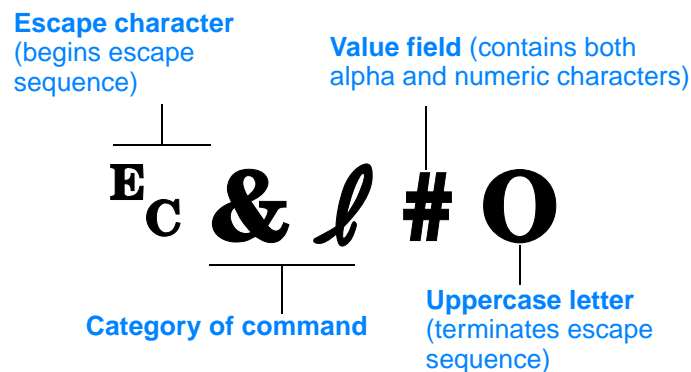 Escape character
(begins escape
sequence)
Value field (contains both
alpha and numeric characters)
EC & ℓ # O
Category of command
Uppercase letter
(terminates escape
sequence)